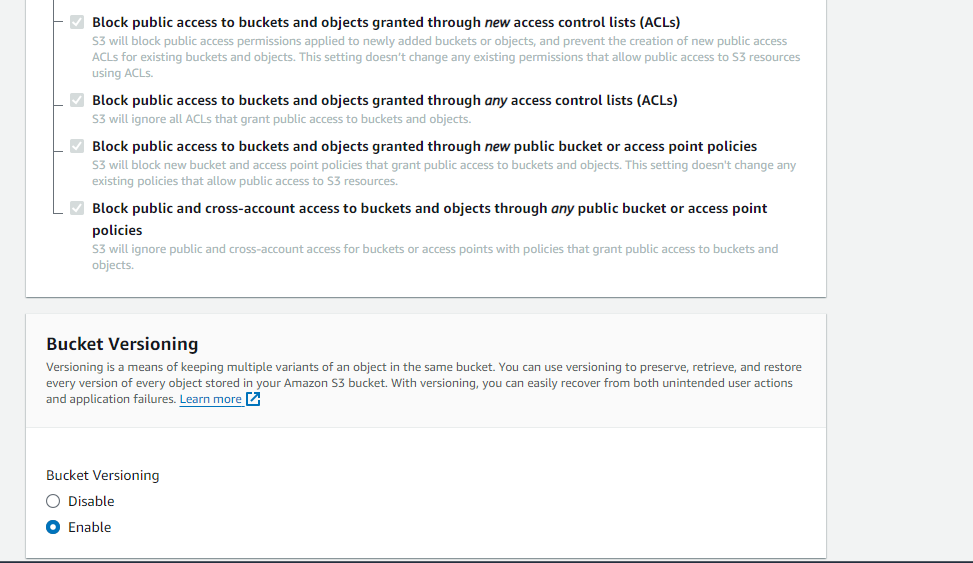 Block public access to buckets and objects granted through new access control lists (ACLs)
S3 will block public access permissions applied to newly added buckets or objects, and prevent the creation of new public access
ACLs for existing buckets and objects. This setting doesn't change any existing permissions that allow public access to S3 resources
using ACLs.
Block public access to buckets and objects granted through any access control lists (ACLs)
S3 will ignore all ACLs that grant public access to buckets and objects.
Block public access to buckets and objects granted through new public bucket or access point policies
S3 will block new bucket and access point policies that grant public access to buckets and objects. This setting doesn't change any
existing policies that allow public access to S3 resources.
Block public and cross-account access to buckets and objects through any public bucket or access point
policies
S3 will ignore public and cross-account access for buckets or access points with policies that grant public access to buckets and
objects.
Bucket Versioning
Versioning is a means of keeping multiple variants of an object in the same bucket. You can use versioning to preserve, retrieve, and restore
every version of every object stored in your Amazon S3 bucket. With versioning, you can easily recover from both unintended user actions
and application failures. Learn more
Bucket Versioning
Disable
Enable